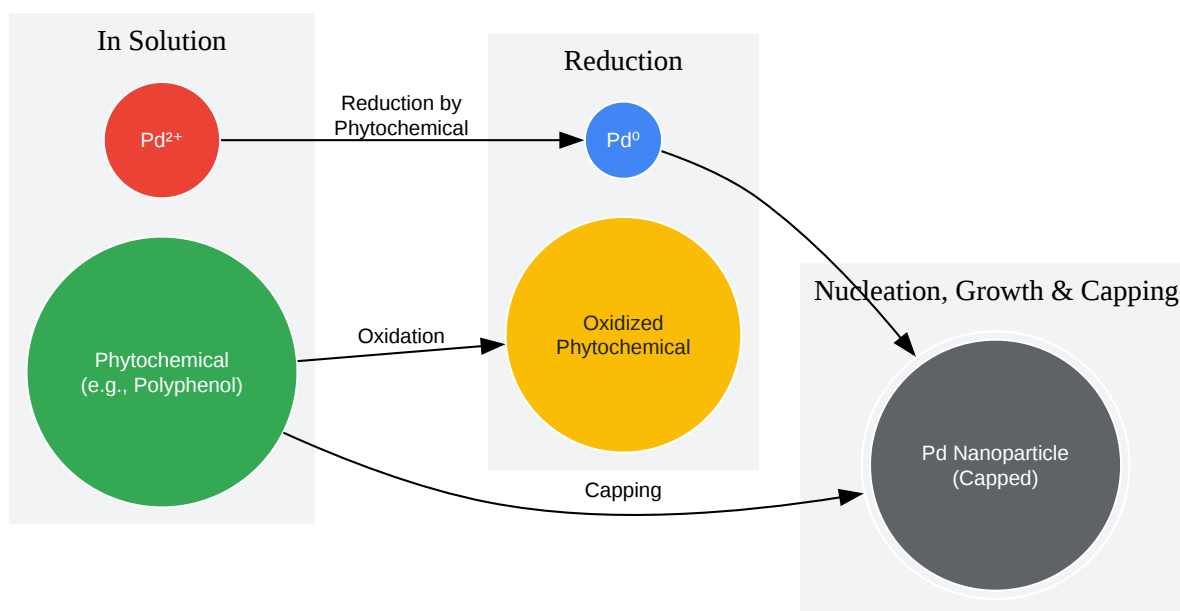 In Solution
Pd²⁺
Phytochemical
(e.g., Polyphenol)
Reduction by
Phytochemical
Oxidation
Capping
Reduction
Pd⁰
Oxidized
Phytochemical
Nucleation, Growth & Capping
Pd Nanoparticle
(Capped)